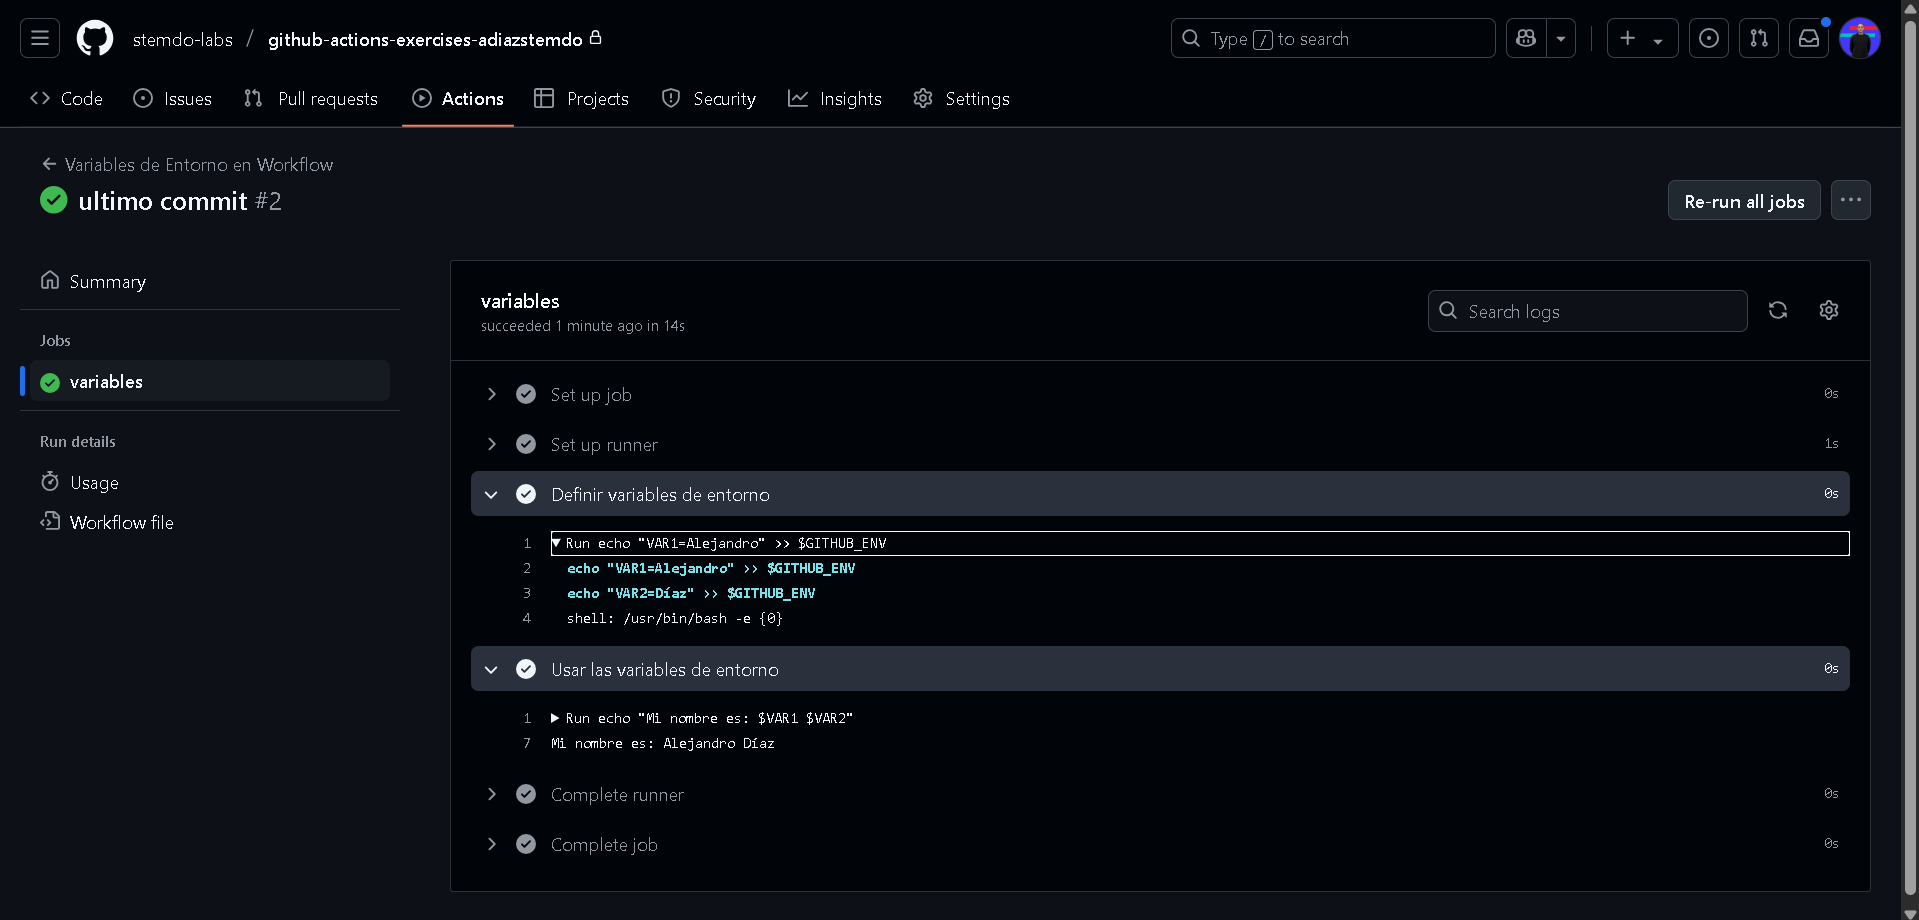 stemdo-labs / github-actions-exercises-adiazstemdo
Type / to search
Code
Issues
Pull requests
Actions
Projects
Security
Insights
Settings
Variables de Entorno en Workflow
ultimo commit #2
Re-run all jobs
Summary
Jobs
variables
Run details
Usage
Workflow file
variables
succeeded 1 minute ago in 14s
Search logs
Set up job 0s
Set up runner 1s
Definir variables de entorno 0s
1 Run echo "VAR1=Alejandro" >> $GITHUB_ENV
2 echo "VAR1=Alejandro" >> $GITHUB_ENV
3 echo "VAR2=Díaz" >> $GITHUB_ENV
4 shell: /usr/bin/bash -e {0}
Usar las variables de entorno 0s
1 Run echo "Mi nombre es: $VAR1 $VAR2"
7 Mi nombre es: Alejandro Díaz
Complete runner 0s
Complete job 0s